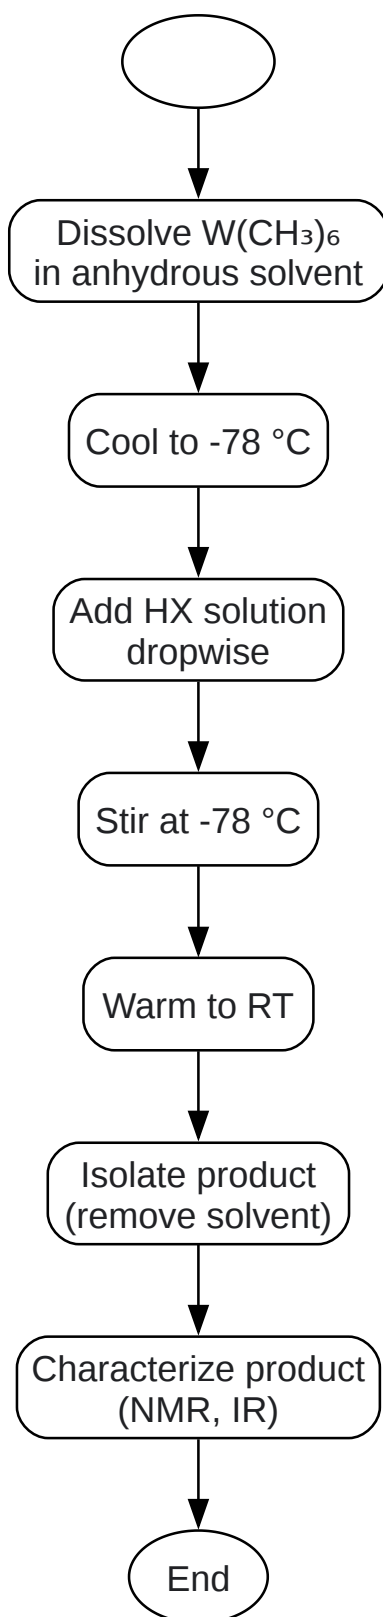 Dissolve W(CH₃)₆
in anhydrous solvent
Cool to -78 °C
Add HX solution
dropwise
Stir at -78 °C
Warm to RT
Isolate product
(remove solvent)
Characterize product
(NMR, IR)
End